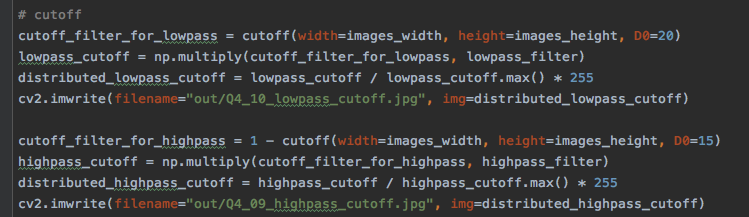 # cutoff
cutoff_filter_for_lowpass = cutoff(width=images_width, height=images_height, D0=20)
lowpass_cutoff = np.multiply(cutoff_filter_for_lowpass, lowpass_filter)
distributed_lowpass_cutoff = lowpass_cutoff / lowpass_cutoff.max() * 255
cv2.imwrite(filename="out/Q4_10_lowpass_cutoff.jpg", img=distributed_lowpass_cutoff)
cutoff_filter_for_highpass = 1 - cutoff(width=images_width, height=images_height, D0=15)
highpass_cutoff = np.multiply(cutoff_filter_for_highpass, highpass_filter)
distributed_highpass_cutoff = highpass_cutoff / highpass_cutoff.max() * 255
cv2.imwrite(filename="out/Q4_09_highpass_cutoff.jpg", img=distributed_highpass_cutoff)